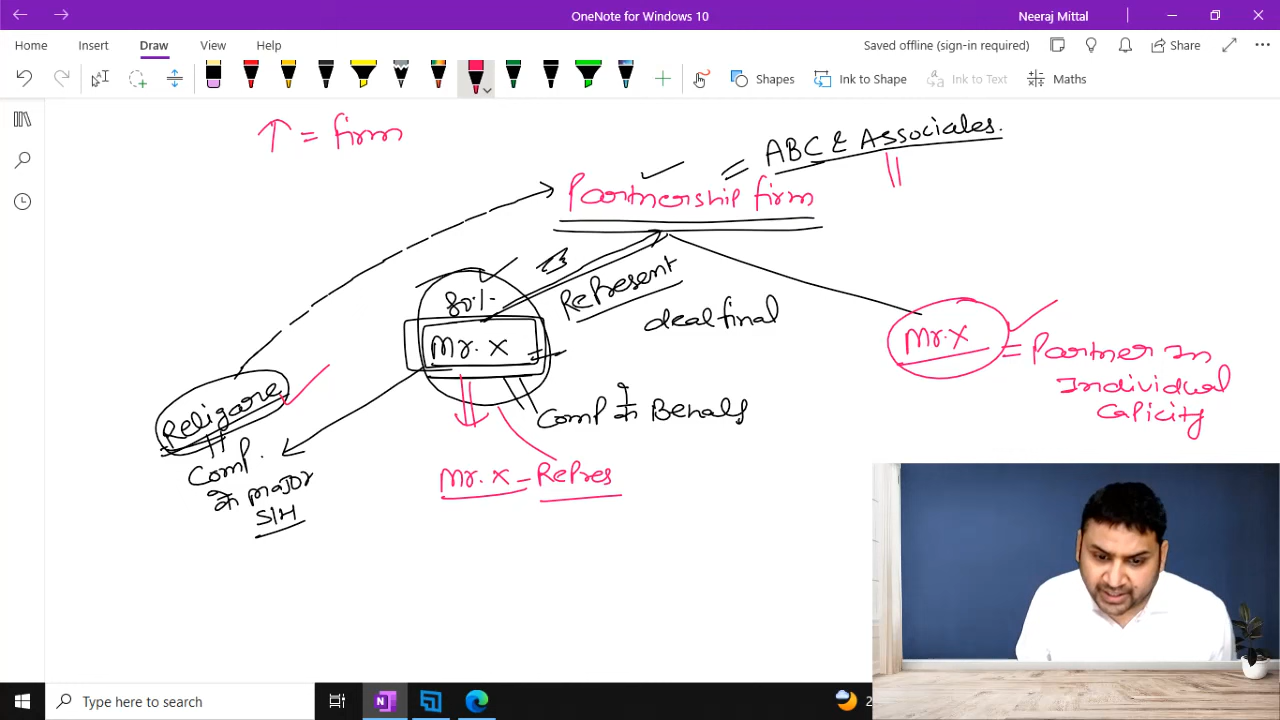 OneNote for Windows 10
Neeraj Mittal
Home
Insert
Draw
View
Help
Saved offline (sign-in required)
Share
Shapes
Ink to Shape
Ink to Text
Maths
↑ = firm
Partnership firm
= ABC & Associates.
80%
Mr. X
Represent
deal final
Mr. X
= Partner In
Individual
Capicity
Religare
Comp.
के major
S/H
Comp के Behalf
Mr. X - Repres
Type here to search
2